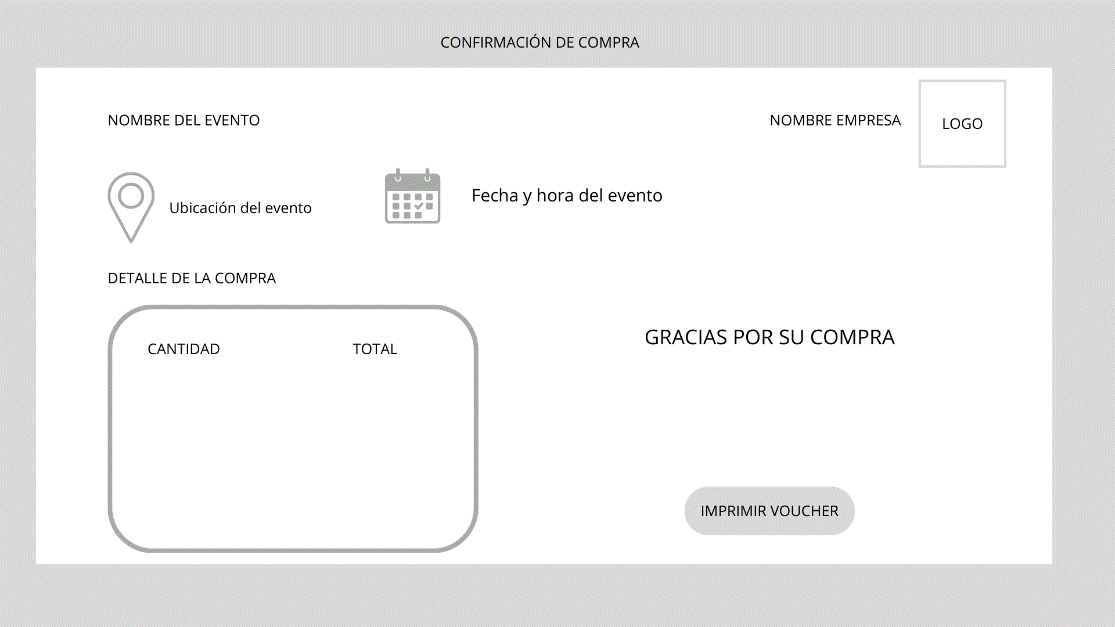 CONFIRMACIÓN DE COMPRA
NOMBRE DEL EVENTO
NOMBRE EMPRESA
LOGO
Ubicación del evento
Fecha y hora del evento
DETALLE DE LA COMPRA
CANTIDAD
TOTAL
GRACIAS POR SU COMPRA
IMPRIMIR VOUCHER